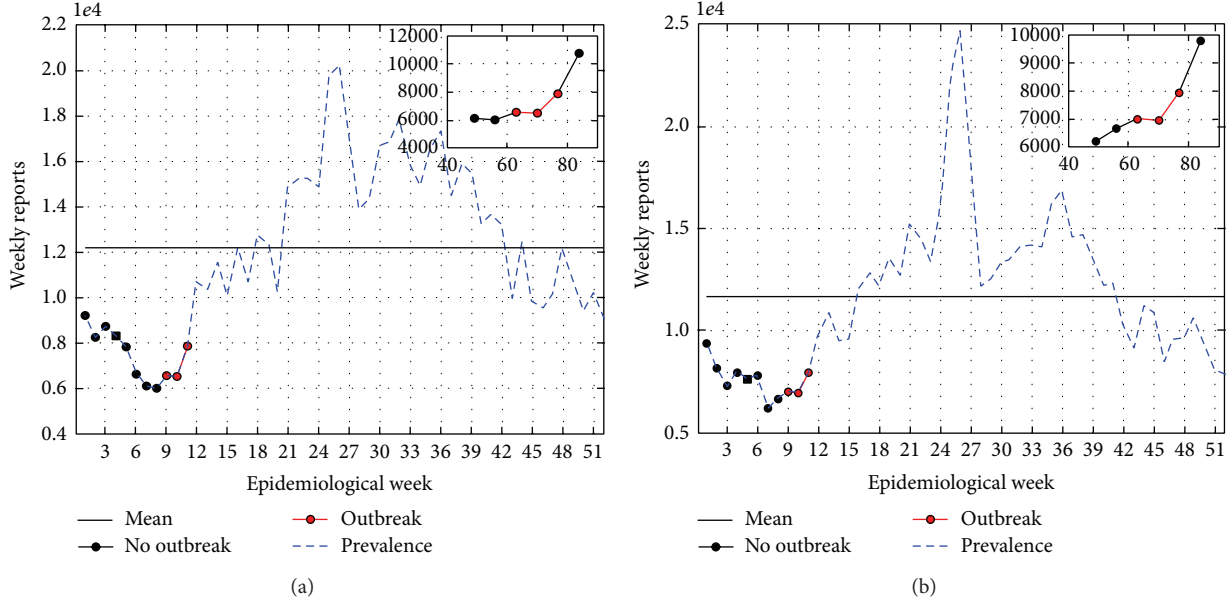 1e4
2.2
2.0
1.8
1.6
1.4
1.2
1.0
0.8
0.6
0.4
Weekly reports
12000
10000
8000
6000
4000
40 60 80
3 6 9 12 15 18 21 24 27 30 33 36 39 42 45 48 51
Epidemiological week
Mean
No outbreak
Outbreak
Prevalence
(a)
1e4
2.5
2.0
1.5
1.0
0.5
Weekly reports
10000
9000
8000
7000
6000
40 60 80
3 6 9 12 15 18 21 24 27 30 33 36 39 42 45 48 51
Epidemiological week
Mean
No outbreak
Outbreak
Prevalence
(b)